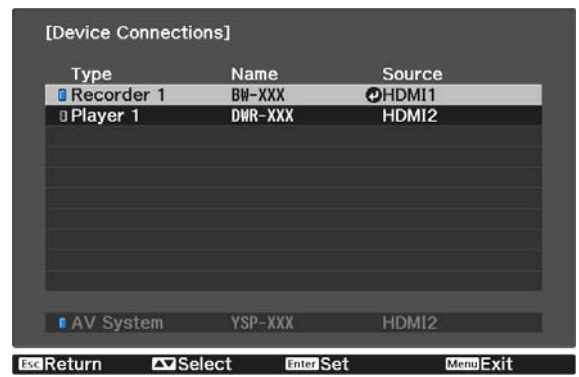 [Device Connections]
Type Name Source
Recorder 1 BW-XXX HDMI1
Player 1 DWR-XXX HDMI2
AV System YSP-XXX HDMI2
Esc Return Select Enter Set Menu Exit